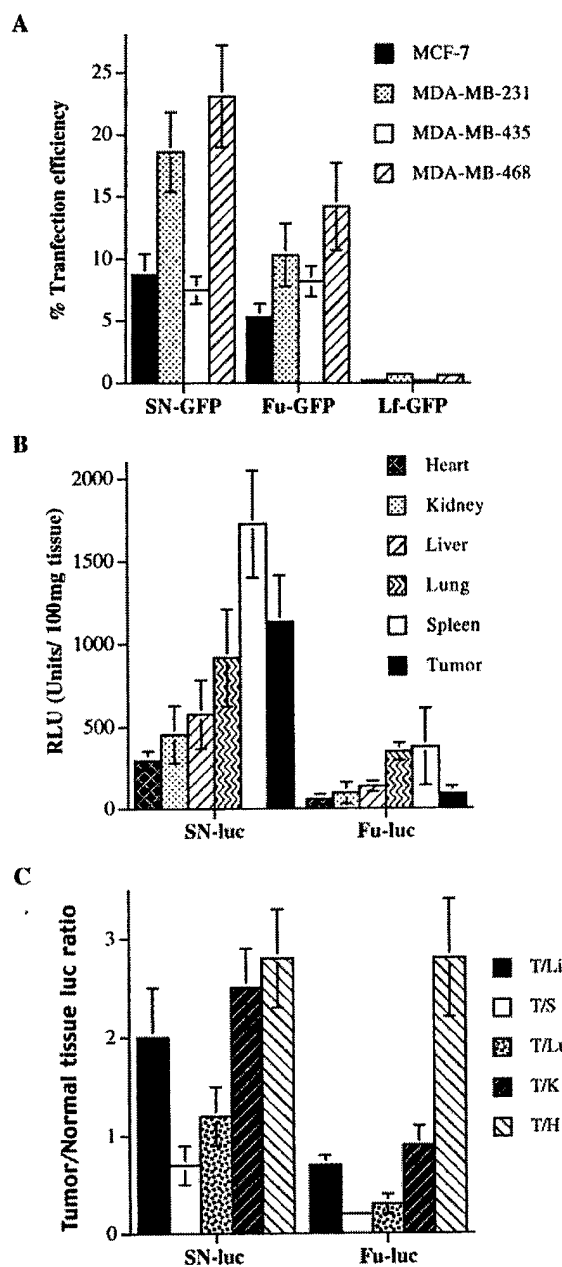 A
% Tranfection efficiency
25
20
15
10
5
0
MCF-7
MDA-MB-231
MDA-MB-435
MDA-MB-468
SN-GFP
Fu-GFP
Lf-GFP
B
RLU (Units/ 100mg tissue)
2000
1500
1000
500
0
Heart
Kidney
Liver
Lung
Spleen
Tumor
SN-luc
Fu-luc
C
Tumor/Normal tissue luc ratio
3
2
1
0
T/Li
T/S
T/Lu
T/K
T/H
SN-luc
Fu-luc